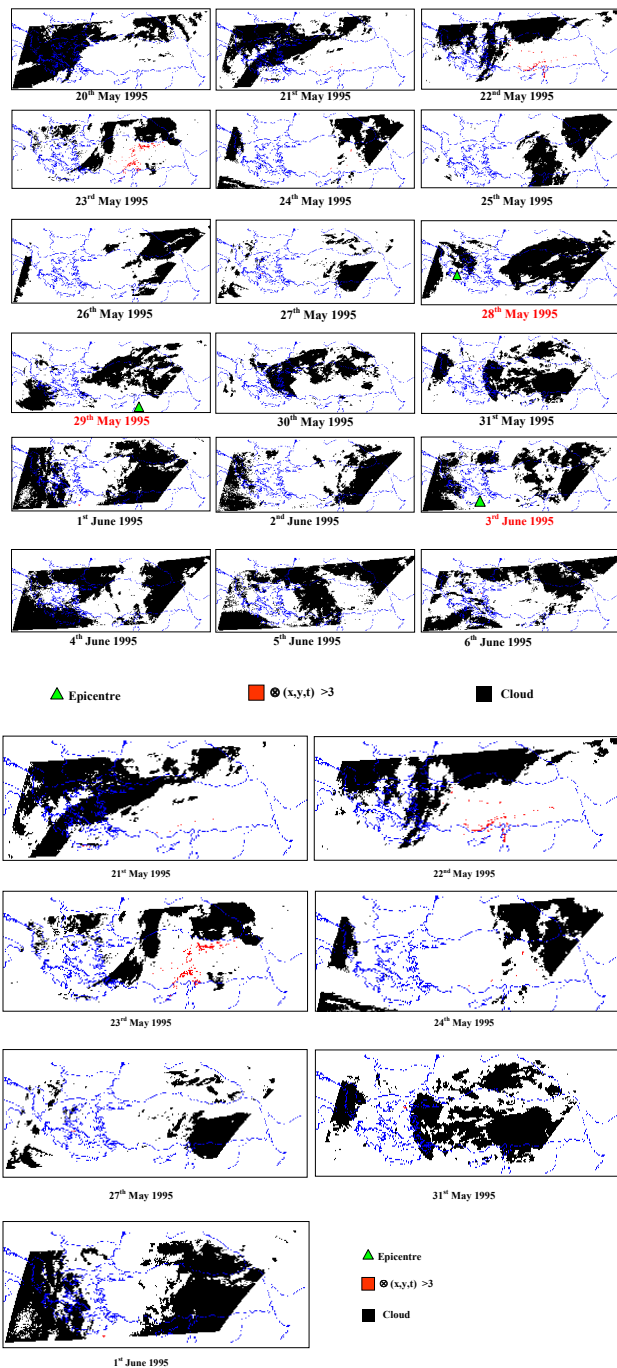 20th May 1995 21st May 1995 22nd May 1995
23rd May 1995 24th May 1995 25th May 1995
26th May 1995 27th May 1995 28th May 1995
29th May 1995 30th May 1995 31st May 1995
1st June 1995 2nd June 1995 3rd June 1995
4th June 1995 5th June 1995 6th June 1995
Epicentre ⊗(x,y,t) >3 Cloud
21st May 1995 22nd May 1995
23rd May 1995 24th May 1995
27th May 1995 31st May 1995
Epicentre
⊗(x,y,t) >3
Cloud
1st June 1995